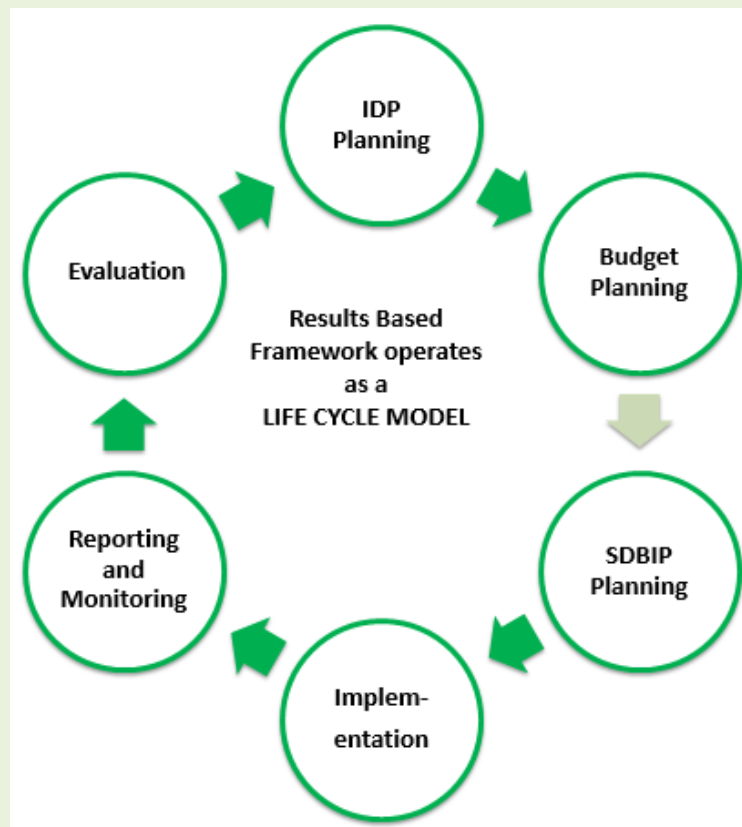 IDP
Planning
Budget
Planning
SDBIP
Planning
Implem-
entation
Reporting
and
Monitoring
Evaluation
Results Based
Framework operates
as a
LIFE CYCLE MODEL